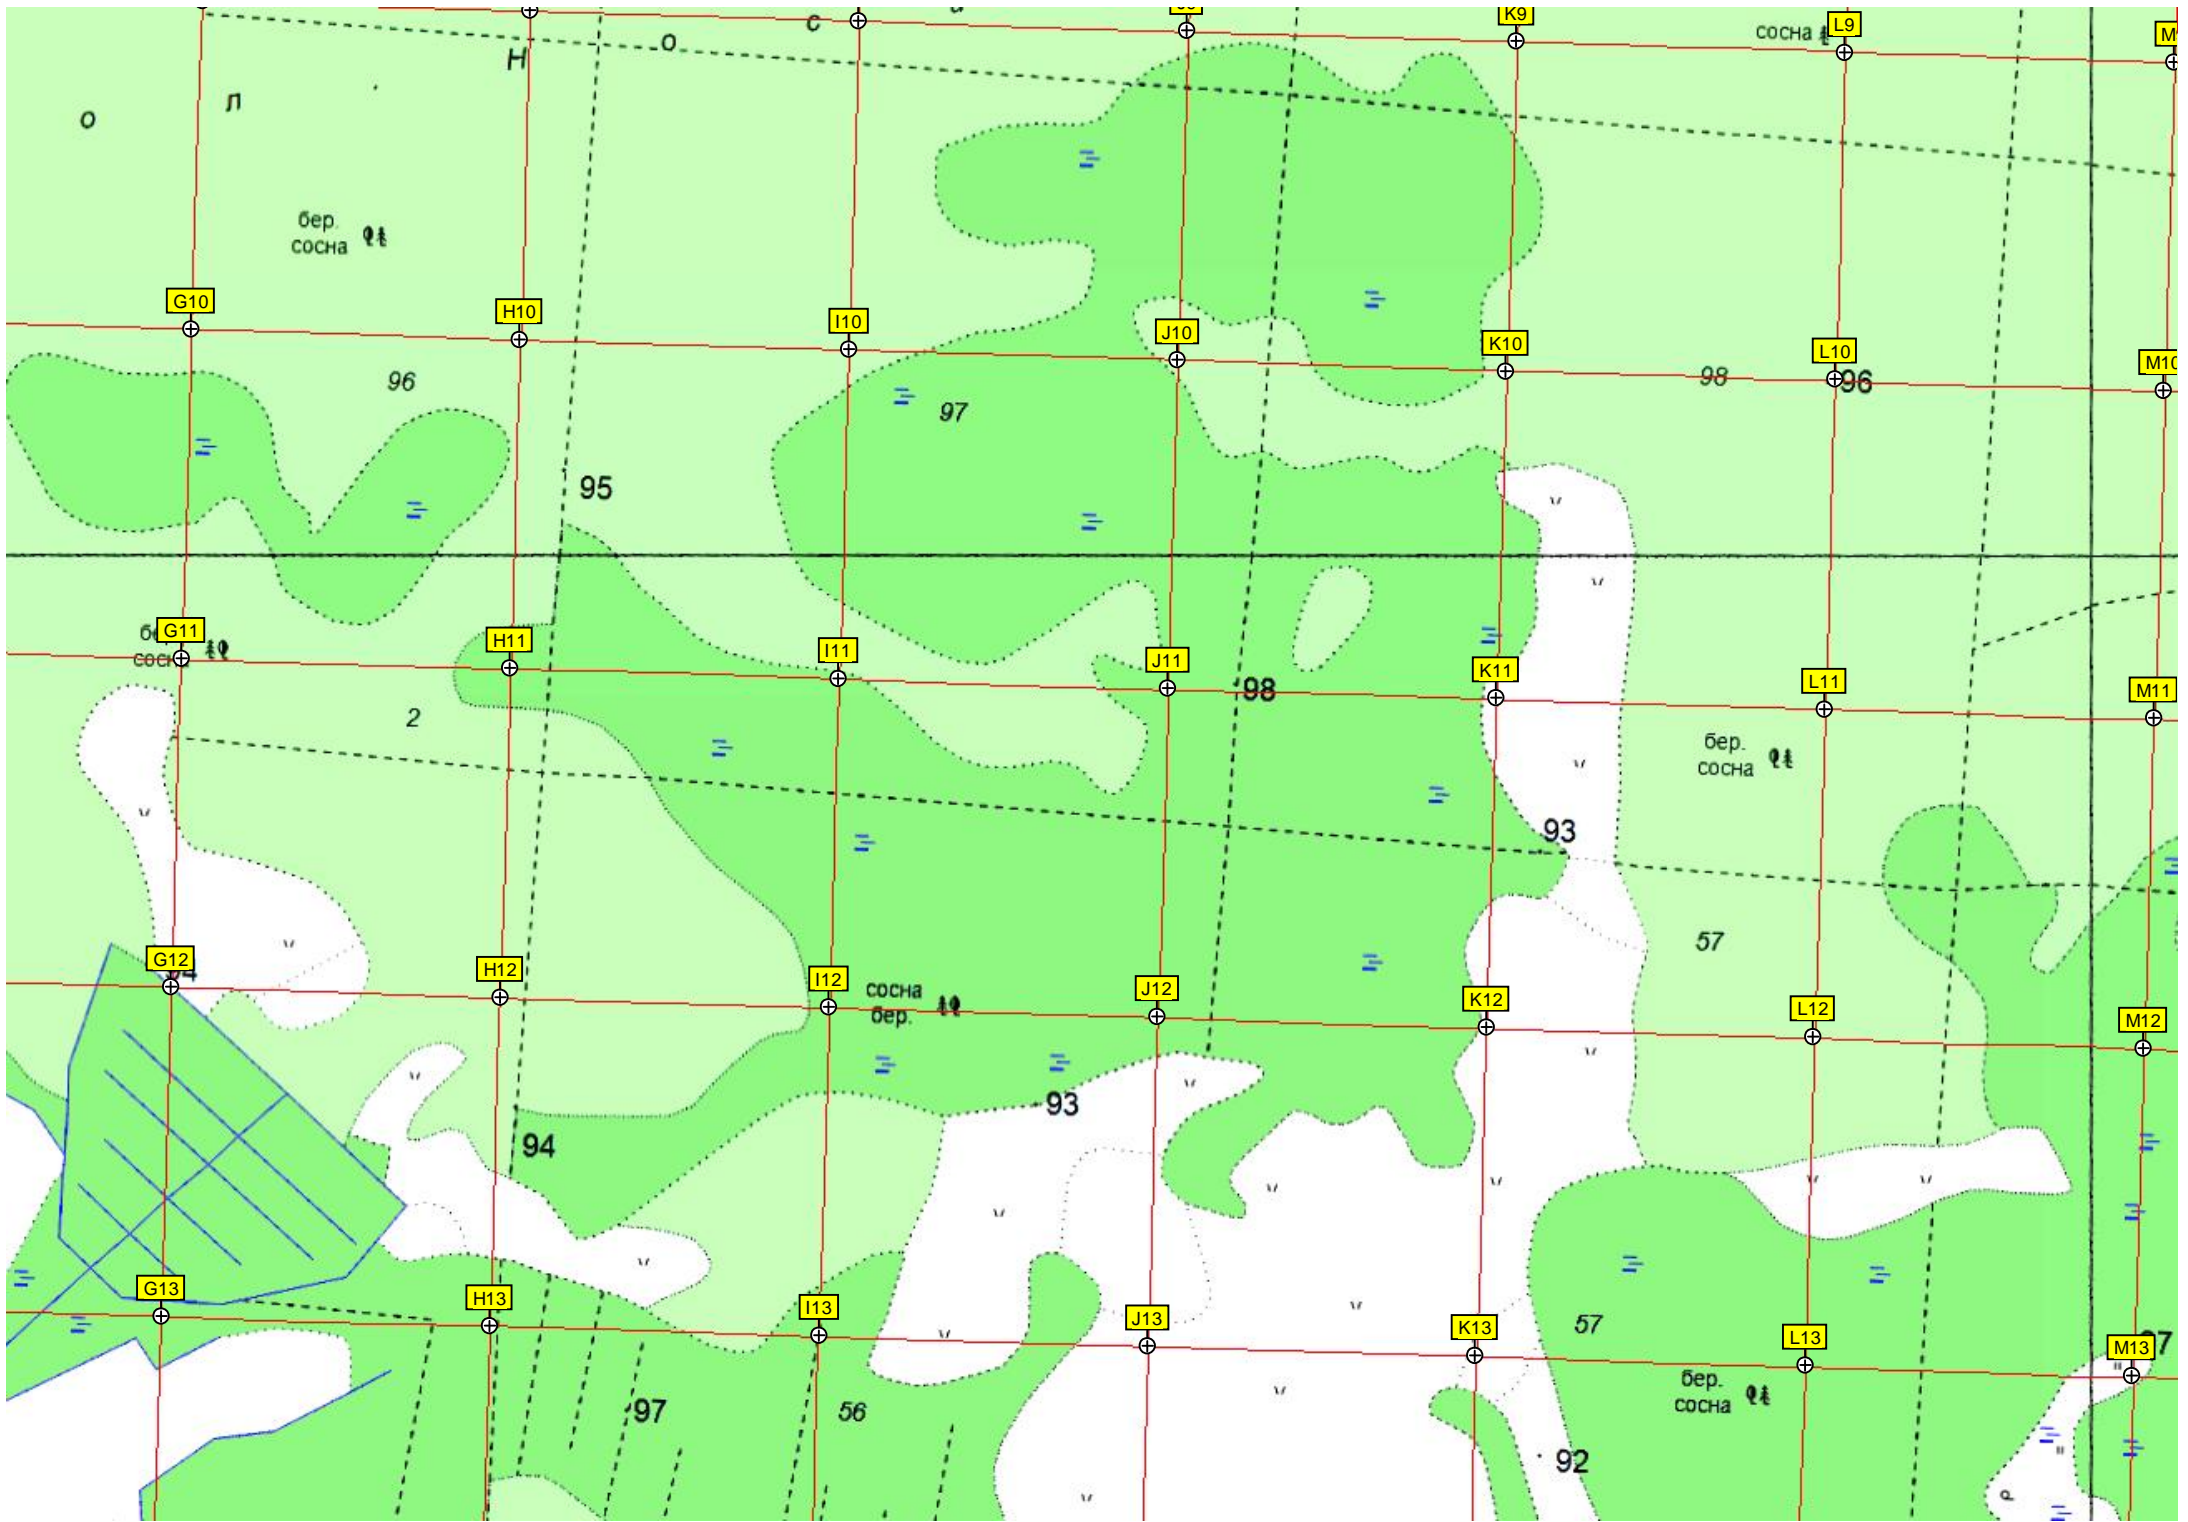 K9
L9
сосна
с
о
Н
л
о
бер.
сосна
G10
H10
I10
J10
K10
L10
M10
96
97
98
96
95
G11
H11
I11
J11
K11
L11
M11
98
2
бер.
сосна
93
57
G12
H12
I12
J12
K12
L12
M12
сосна
бер.
93
94
G13
H13
I13
J13
K13
L13
M13
57
бер.
сосна
97
56
92